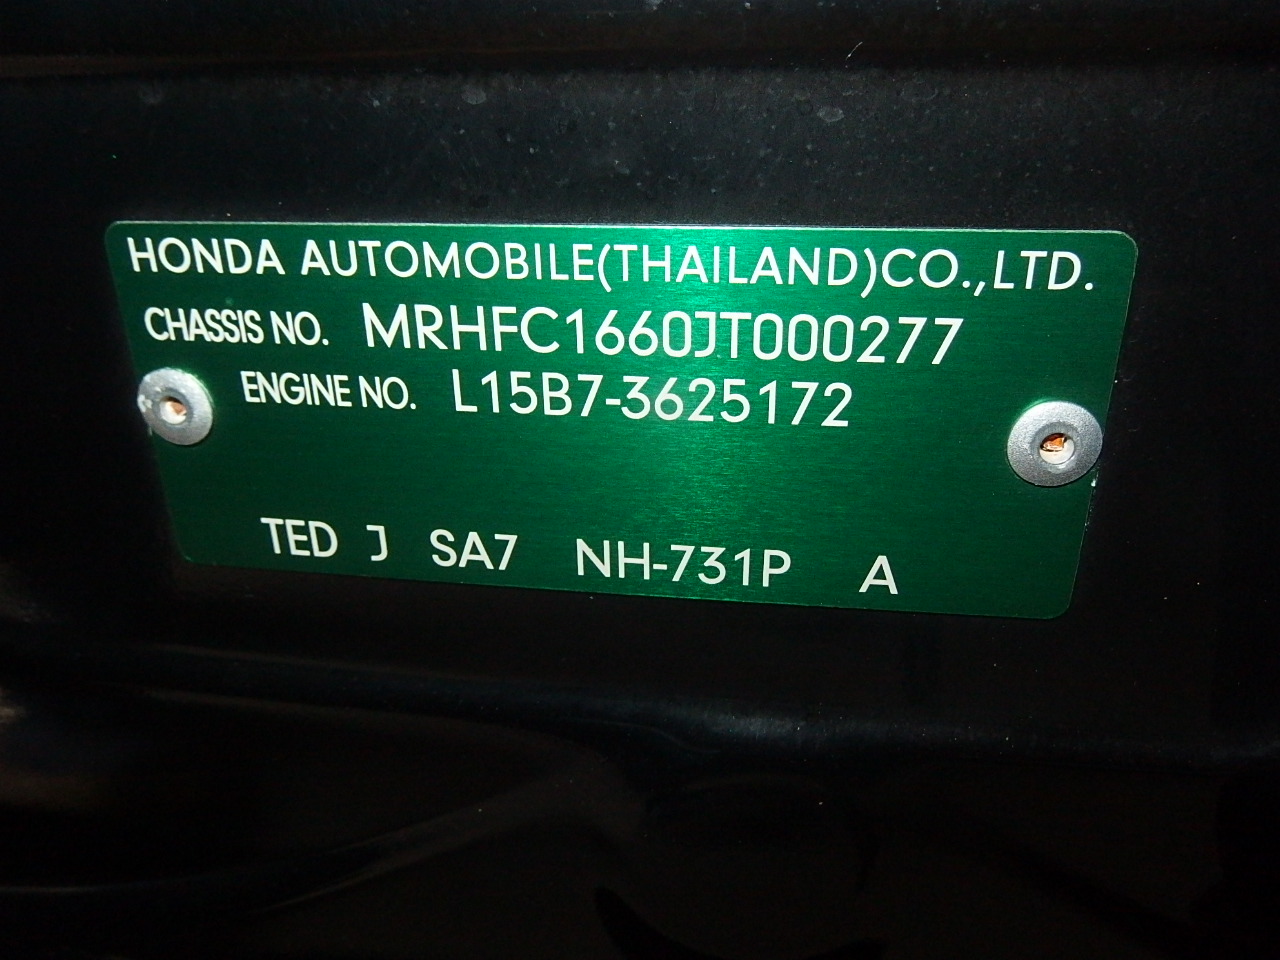 HONDA AUTOMOBILE(THAILAND)CO.,LTD.
CHASSIS NO. MRHFC1660JT000277
ENGINE NO. L15B7-3625172
TED J SA7 NH-731P A